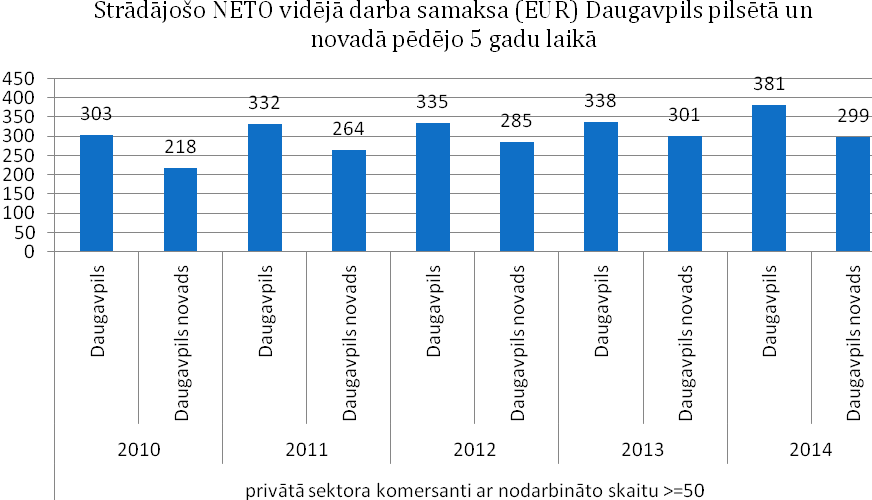 Strādājošo NETO vidējā darba samaksa (EUR) Daugavpils pilsētā un
novadā pēdējo 5 gadu laikā
450
400
350
300
250
200
150
100
50
0
303
218
332
264
335
285
338
301
381
299
Daugavpils
Daugavpils novads
Daugavpils
Daugavpils novads
Daugavpils
Daugavpils novads
Daugavpils
Daugavpils novads
Daugavpils
Daugavpils novads
2010
2011
2012
2013
2014
privātā sektora komersanti ar nodarbināto skaitu >=50